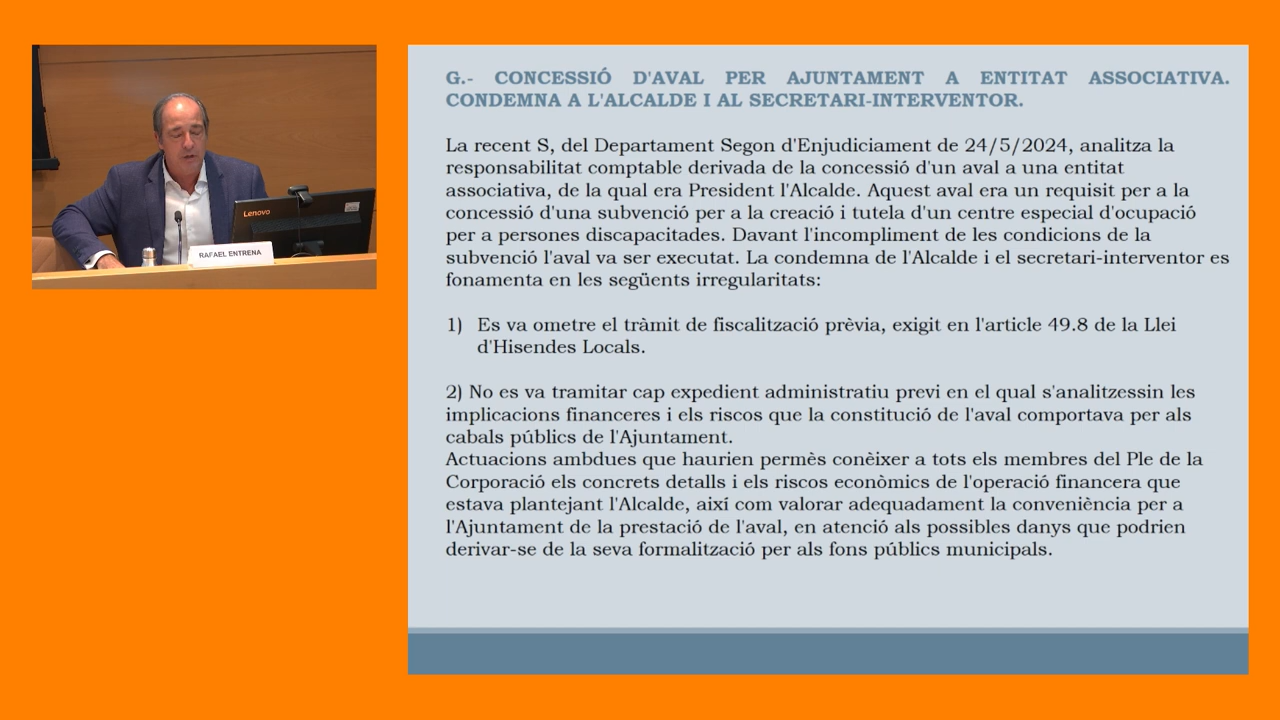 Lenovo
RAFAEL ENTRENA
G.- CONCESSIÓ D'AVAL PER AJUNTAMENT A ENTITAT ASSOCIATIVA.
CONDEMNA A L'ALCALDE I AL SECRETARI-INTERVENTOR.
La recent S, del Departament Segon d'Enjudiciament de 24/5/2024, analitza la
responsabilitat comptable derivada de la concessió d'un aval a una entitat
associativa, de la qual era President l'Alcalde. Aquest aval era un requisit per a la
concessió d'una subvenció per a la creació i tutela d'un centre especial d'ocupació
per a persones discapacitades. Davant l'incompliment de les condicions de la
subvenció l'aval va ser executat. La condemna de l'Alcalde i el secretari-interventor es
fonamenta en les següents irregularitats:
1) Es va ometre el tràmit de fiscalització prèvia, exigit en l'article 49.8 de la Llei
d'Hisendes Locals.
2) No es va tramitar cap expedient administratiu previ en el qual s'analitzessin les
implicacions financeres i els riscos que la constitució de l'aval comportava per als
cabals públics de l'Ajuntament.
Actuacions ambdues que haurien permès conèixer a tots els membres del Ple de la
Corporació els concrets detalls i els riscos econòmics de l'operació financera que
estava plantejant l'Alcalde, així com valorar adequadament la conveniència per a
l'Ajuntament de la prestació de l'aval, en atenció als possibles danys que podrien
derivar-se de la seva formalització per als fons públics municipals.